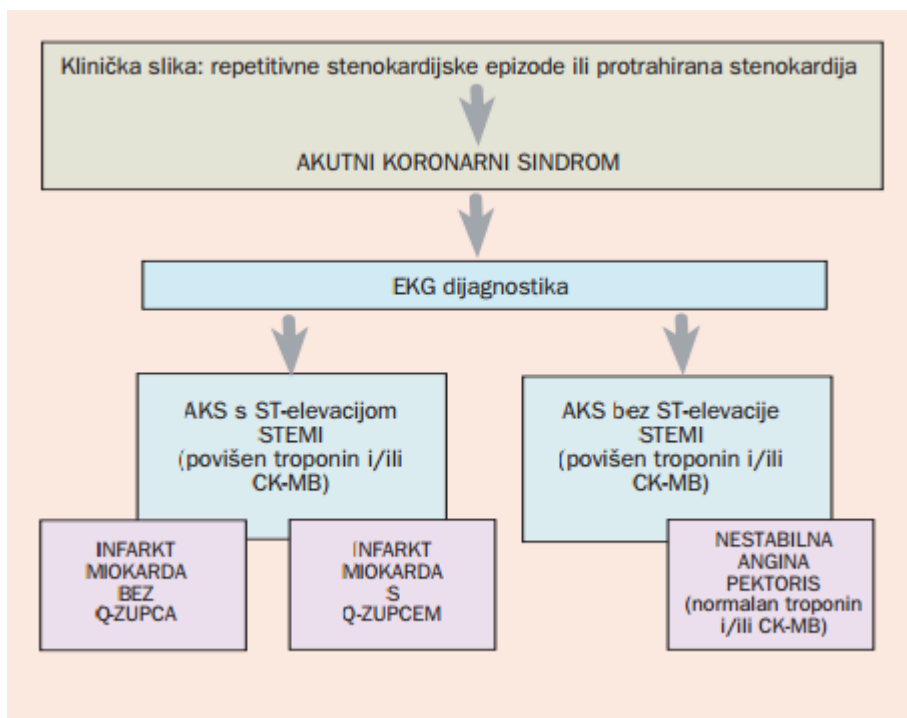 Klinička slika: repetitivne stenokardijske epizode ili protrahirana stenokardija
AKUTNI KORONARNI SINDROM
EKG dijagnostika
AKS s ST-elevacijom
STEMI
(povišen troponin i/ili
CK-MB)
AKS bez ST-elevacije
STEMI
(povišen troponin i/ili
CK-MB)
INFARKT
MIOKARDA
BEZ
Q-ZUPCA
INFARKT
MIOKARDA
S
Q-ZUPCEM
NESTABILNA
ANGINA
PEKTORIS
(normalan troponin
i/ili CK-MB)